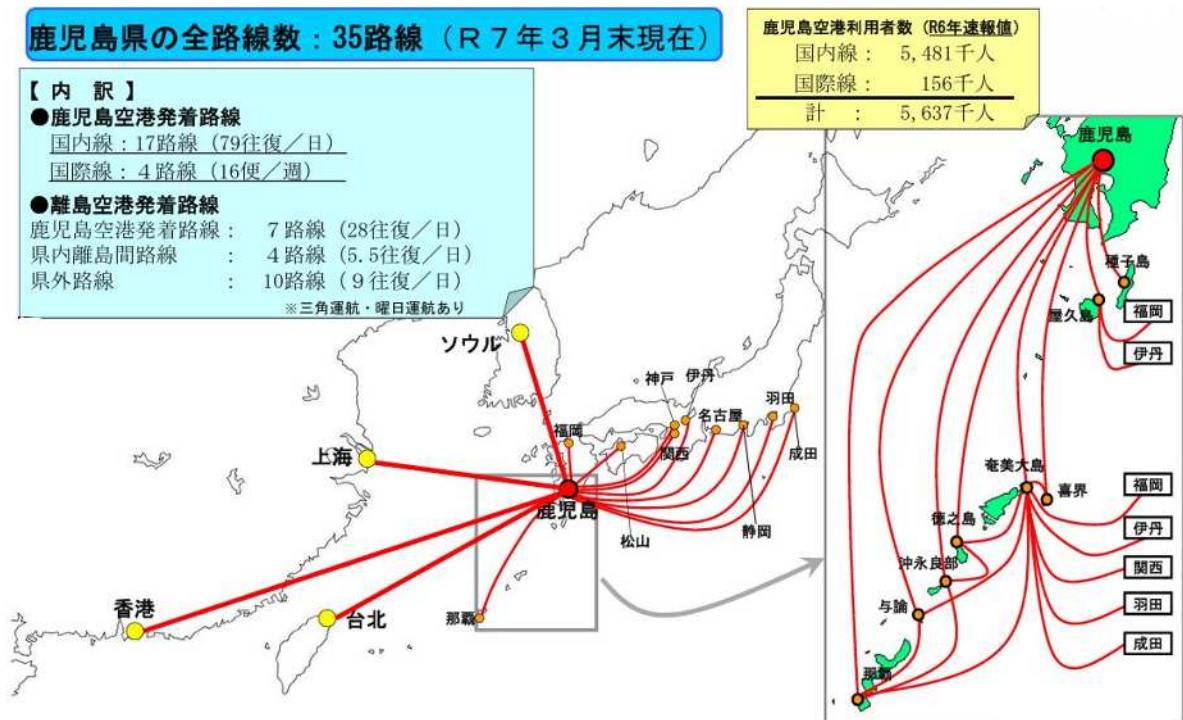 鹿児島県の全路線数：35路線（R７年３月末現在）
鹿児島空港利用者数（R6年速報値）
国内線： 5,481千人
国際線： 156千人
計 ： 5,637千人
【 内 訳 】
●鹿児島空港発着路線
国内線：17路線（79往復／日）
国際線：４路線（16便／週）
●離島空港発着路線
鹿児島空港発着路線： ７路線（28往復／日）
県内離島間路線 ： ４路線（5.5往復／日）
県外路線 ： 10路線（９往復／日）
※三角運航・曜日運航あり
ソウル
上海
香港
台北
那覇
鹿児島
福岡
松山
神戸
伊丹
関西
名古屋
静岡
羽田
成田
鹿児島
種子島
屋久島
福岡
伊丹
奄美大島
喜界
徳之島
沖永良部
与論
那覇
福岡
伊丹
関西
羽田
成田